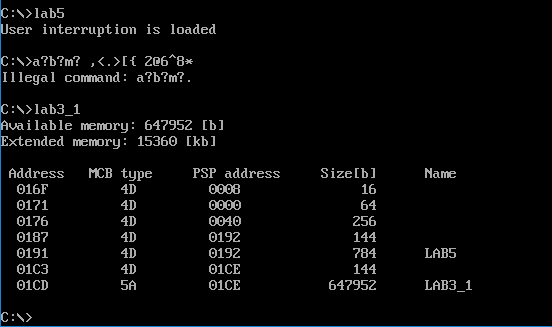 C:\>lab5
User interruption is loaded
C:\>a?b?m? ,<.>[{ 2@6^8*
Illegal command: a?b?m?.
C:\>lab3_1
Available memory: 647952 [b]
Extended memory: 15360 [kb]
Address MCB type PSP address Size[b] Name
016F 4D 0008 16
0171 4D 0000 64
0176 4D 0040 256
0187 4D 0192 144
0191 4D 0192 784 LAB5
01C3 4D 01CE 144
01CD 5A 01CE 647952 LAB3_1
C:\>